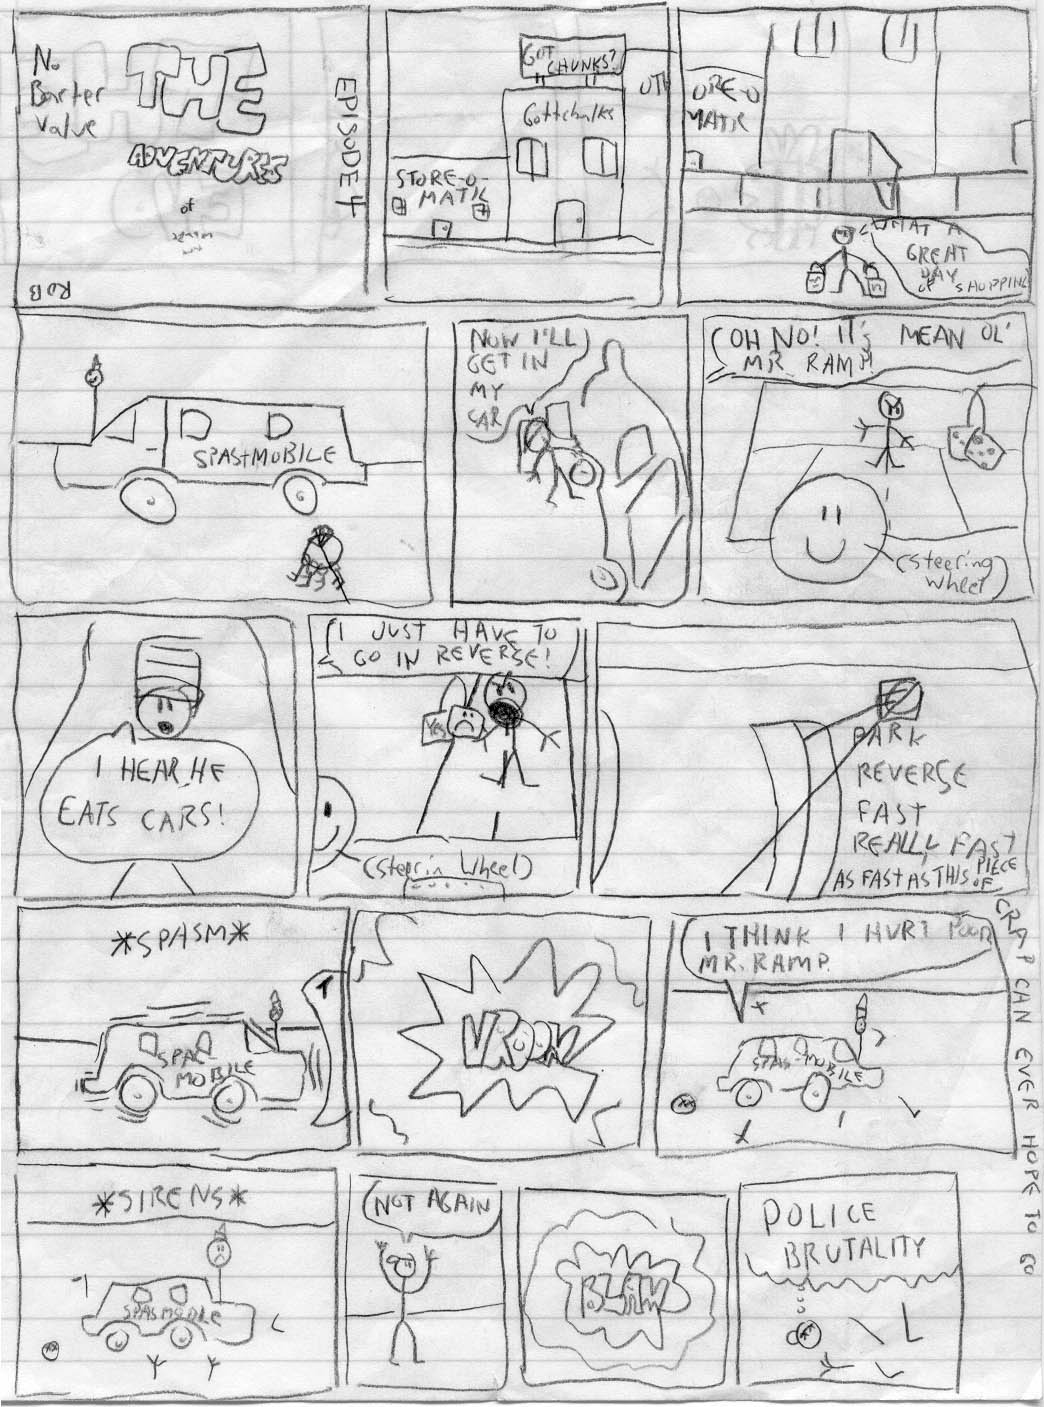 No
Barter
Value
THE
ADVENTURES
of
EPISODE 4
ROB
GOT
CHUNKS?
Gottchalks
STORE-O-
MATIC
ORE-O
MATIC
WHAT A
GREAT
DAY
OF SHOPPING
SPASTMOBILE
NOW I'LL
GET IN
MY
CAR
OH NO! IT'S MEAN OL'
MR. RAMP!
(Steering
Wheel)
I HEAR HE
EATS CARS!
I JUST HAVE TO
GO IN REVERSE!
Yes
(Steerin Wheel)
PARK
REVERSE
FAST
REALLY FAST
AS FAST AS THIS PIECE
OF
CRAP CAN EVER HOPE TO GO
*SPASM*
SPAS-
MOBILE
VROOM
I THINK I HURT POOR
MR. RAMP.
SPAS-MOBILE
*SIRENS*
SPASMOBILE
NOT AGAIN
BLAM
POLICE
BRUTALITY